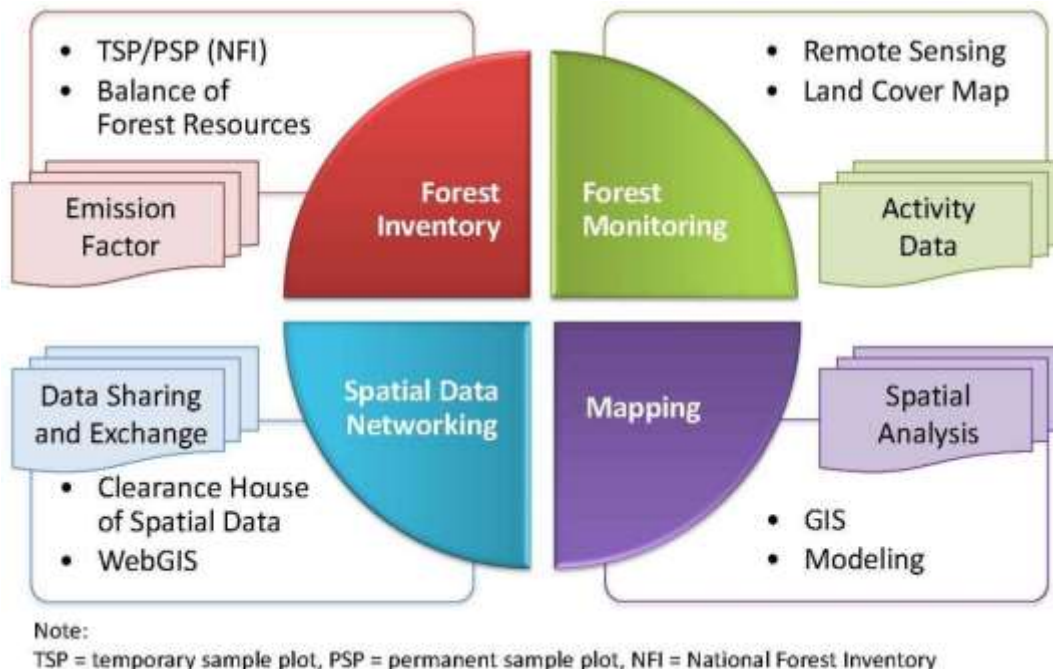 • TSP/PSP (NFI)
• Balance of
Forest Resources
Emission
Factor
Forest
Inventory
• Remote Sensing
• Land Cover Map
Forest
Monitoring
Activity
Data
Data Sharing
and Exchange
• Clearance House
of Spatial Data
• WebGIS
Spatial Data
Networking
Mapping
Spatial
Analysis
• GIS
• Modeling
Note:
TSP = temporary sample plot, PSP = permanent sample plot, NFI = National Forest Inventory